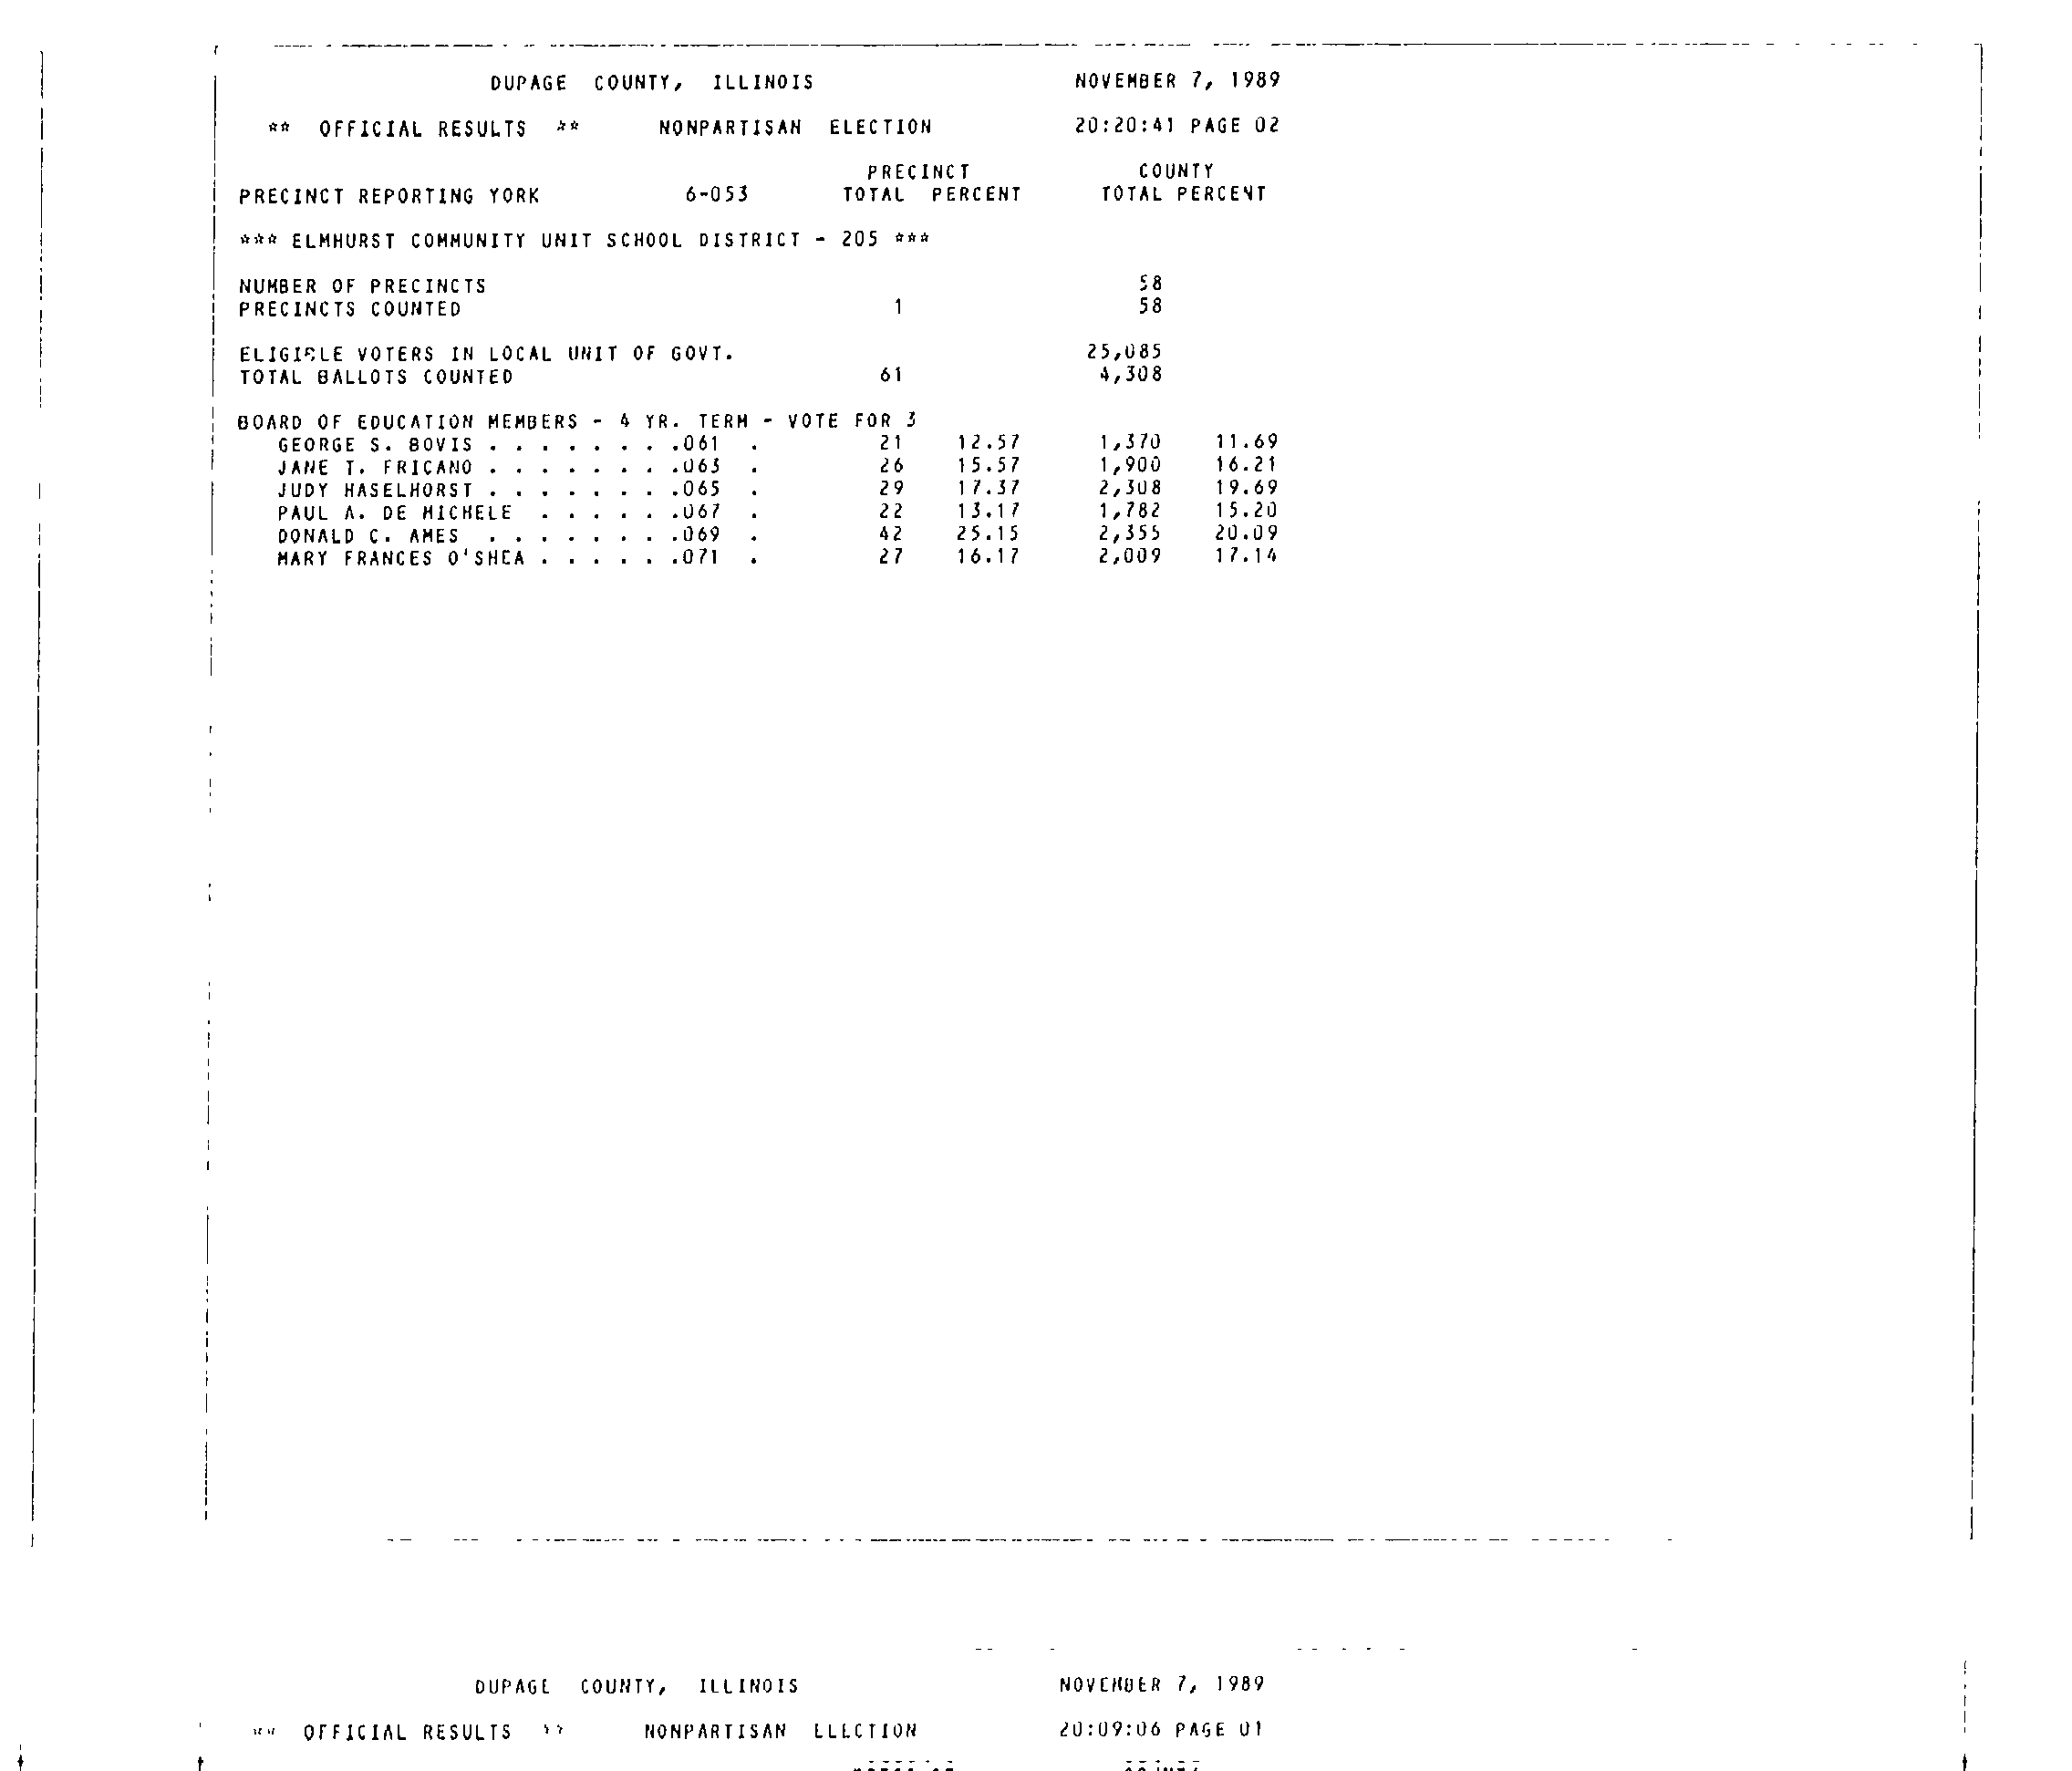 DUPAGE COUNTY, ILLINOIS NOVEMBER 7, 1989
** OFFICIAL RESULTS ** NONPARTISAN ELECTION 20:20:41 PAGE 02
PRECINCT COUNTY
PRECINCT REPORTING YORK 6-053 TOTAL PERCENT TOTAL PERCENT
*** ELMHURST COMMUNITY UNIT SCHOOL DISTRICT - 205 ***
NUMBER OF PRECINCTS 58
PRECINCTS COUNTED 1 58
ELIGIBLE VOTERS IN LOCAL UNIT OF GOVT. 25,085
TOTAL BALLOTS COUNTED 61 4,308
BOARD OF EDUCATION MEMBERS - 4 YR. TERM - VOTE FOR 3
GEORGE S. BOVIS . . . . . . . .061 . 21 12.57 1,370 11.69
JANE T. FRICANO . . . . . . . .063 . 26 15.57 1,900 16.21
JUDY HASELHORST . . . . . . . .065 . 29 17.37 2,308 19.69
PAUL A. DE MICHELE . . . . . .067 . 22 13.17 1,782 15.20
DONALD C. AMES . . . . . . . .069 . 42 25.15 2,355 20.09
MARY FRANCES O'SHEA . . . . . .071 . 27 16.17 2,009 17.14
DUPAGE COUNTY, ILLINOIS NOVEMBER 7, 1989
** OFFICIAL RESULTS ** NONPARTISAN ELECTION 20:09:06 PAGE 01